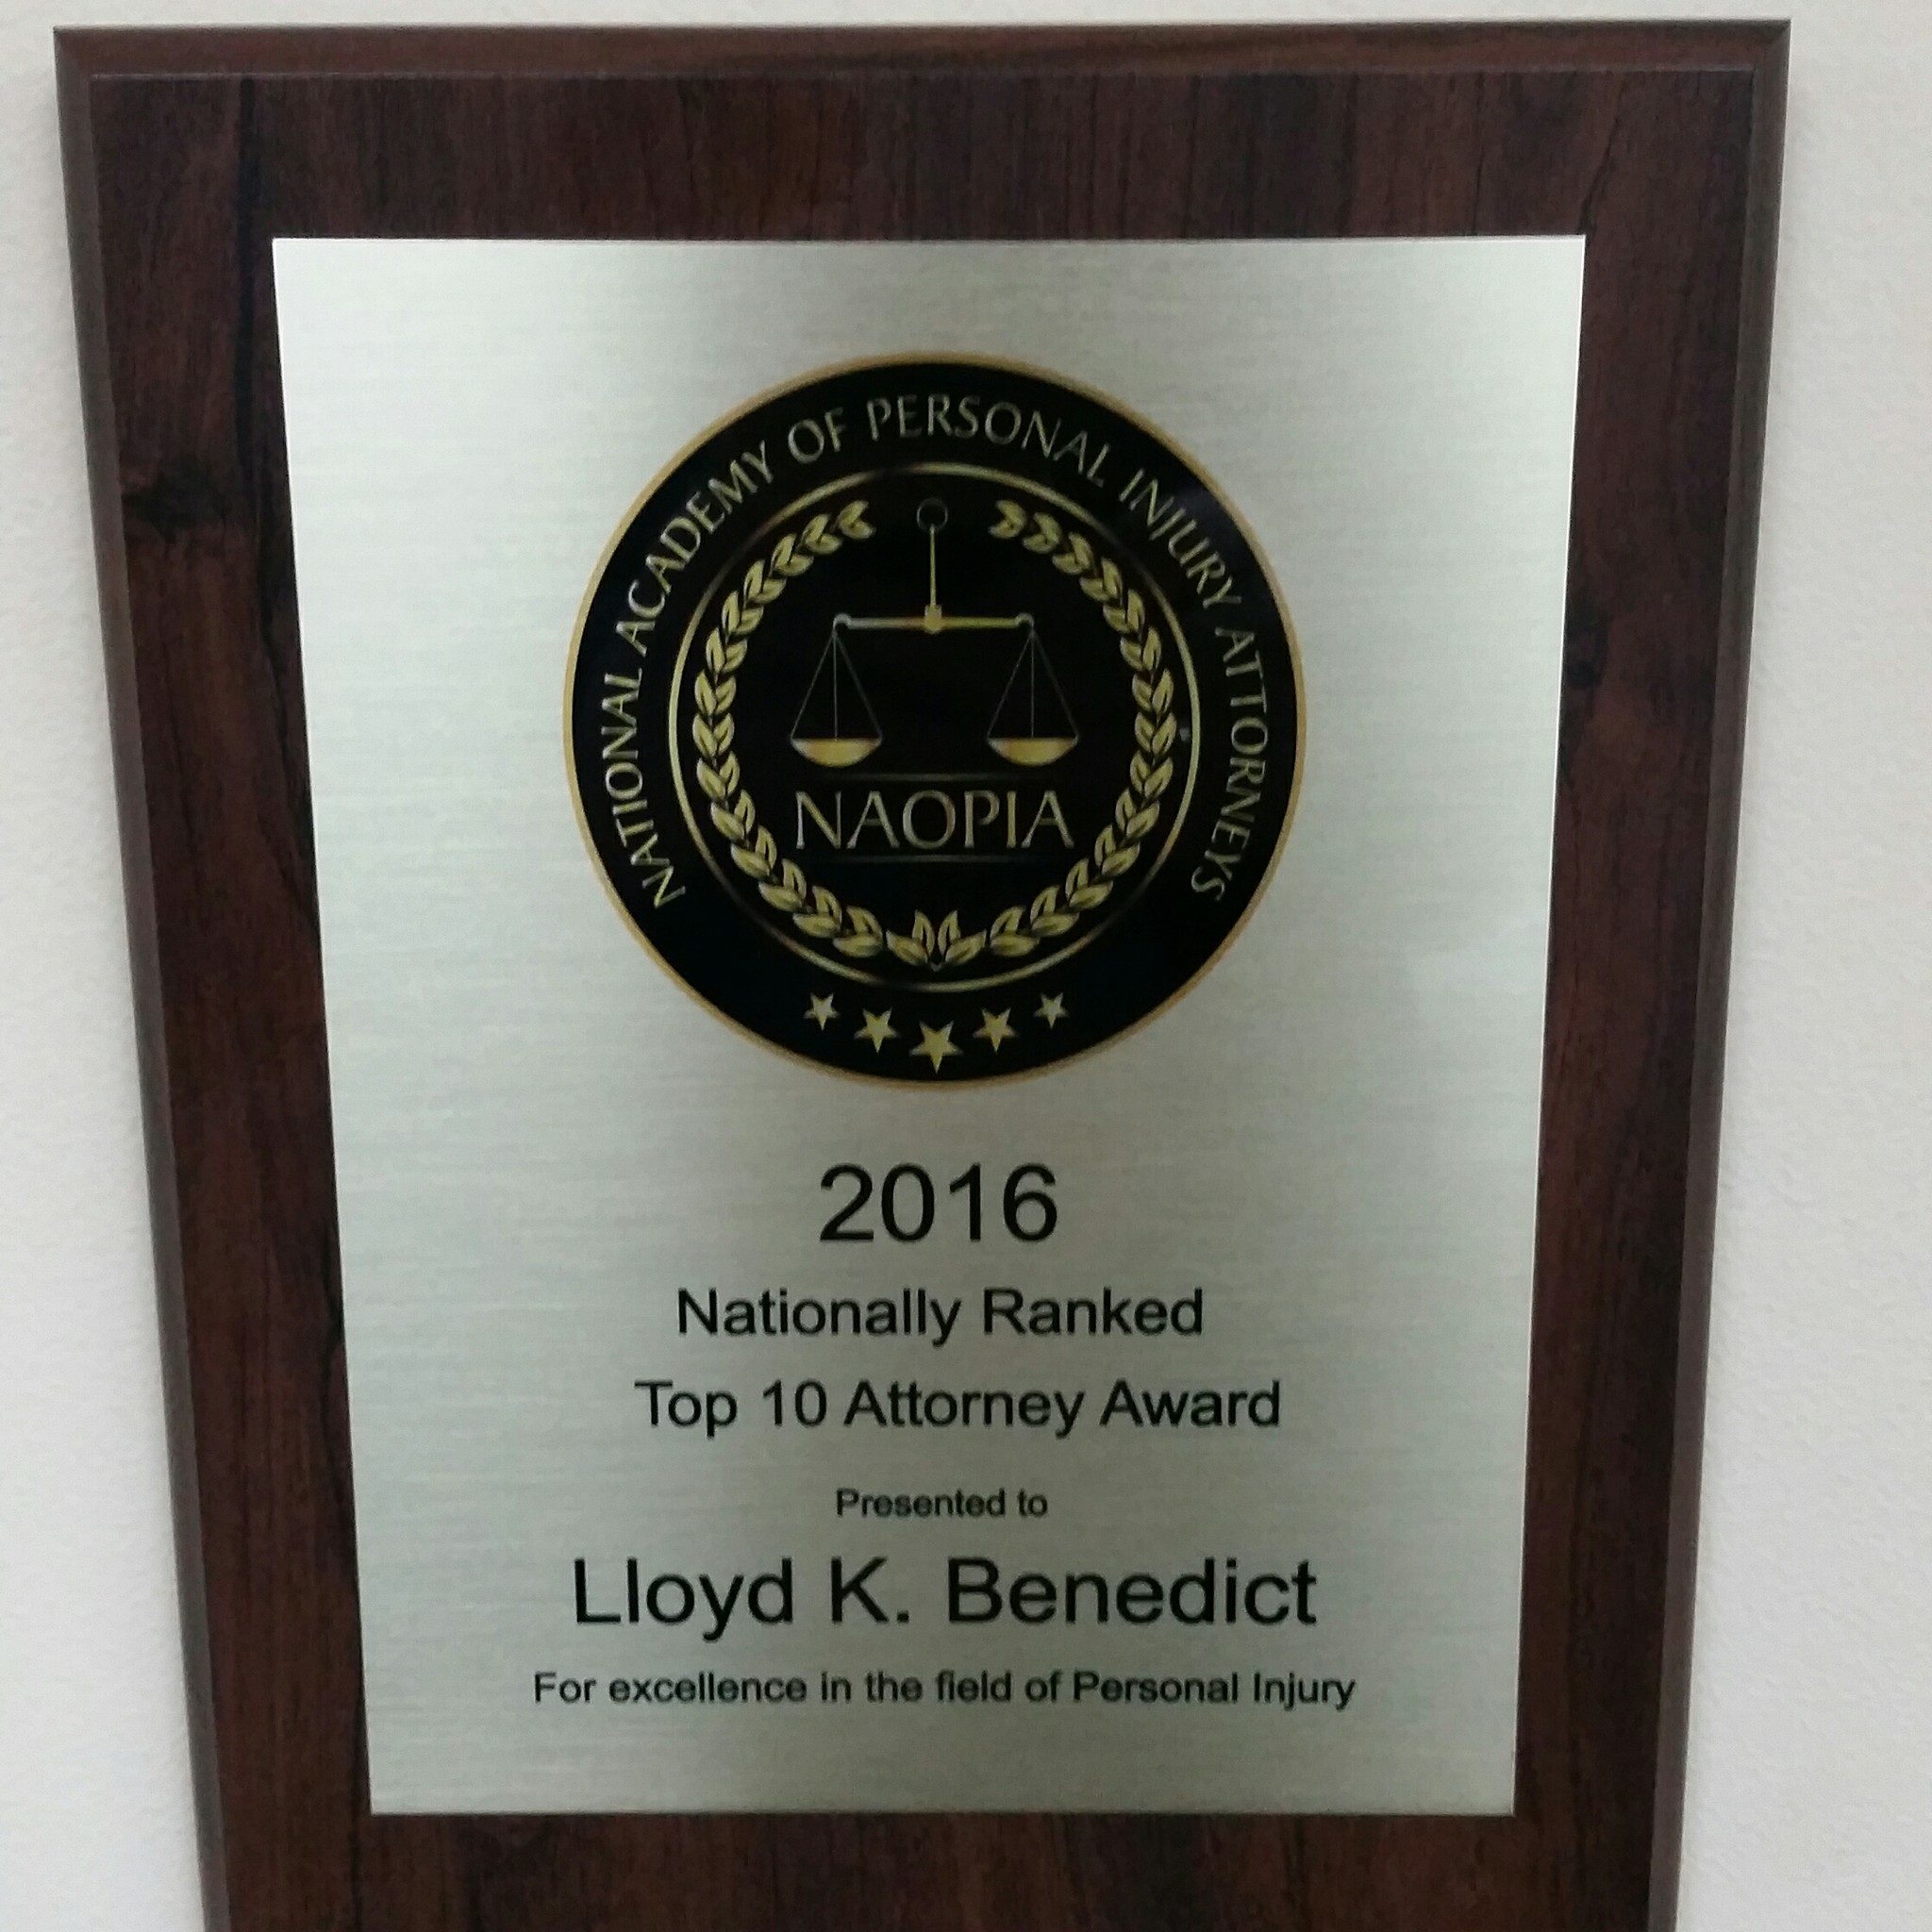 NATIONAL ACADEMY OF PERSONAL INJURY ATTORNEYS
NAOPIA
2016
Nationally Ranked
Top 10 Attorney Award
Presented to
Lloyd K. Benedict
For excellence in the field of Personal Injury